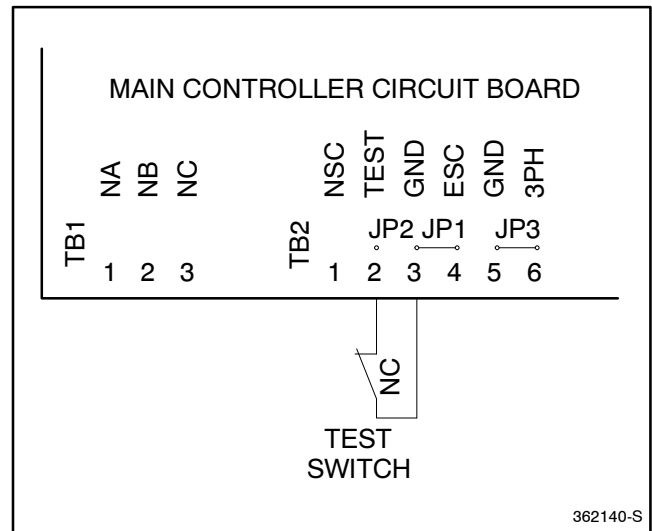 MAIN CONTROLLER CIRCUIT BOARD
TB1
NA NB NC
1 2 3
TB2
NSC TEST GND ESC GND 3PH
JP2 JP1 JP3
1 2 3 4 5 6
NC
TEST
SWITCH
362140-S